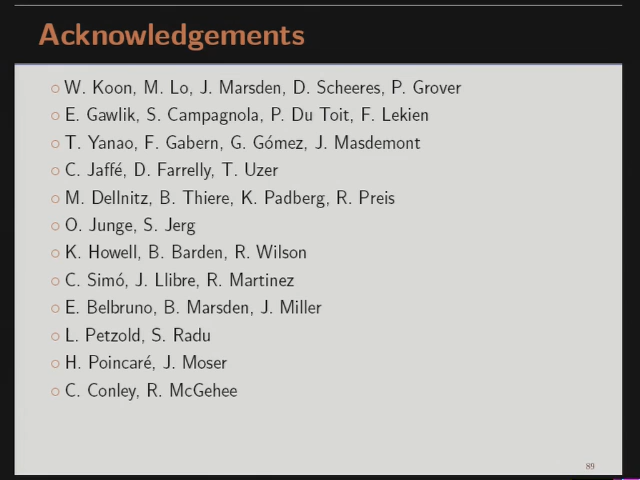 Acknowledgements
◦ W. Koon, M. Lo, J. Marsden, D. Scheeres, P. Grover
◦ E. Gawlik, S. Campagnola, P. Du Toit, F. Lekien
◦ T. Yanao, F. Gabern, G. Gómez, J. Masdemont
◦ C. Jaffé, D. Farrelly, T. Uzer
◦ M. Dellnitz, B. Thiere, K. Padberg, R. Preis
◦ O. Junge, S. Jerg
◦ K. Howell, B. Barden, R. Wilson
◦ C. Simó, J. Llibre, R. Martinez
◦ E. Belbruno, B. Marsden, J. Miller
◦ L. Petzold, S. Radu
◦ H. Poincaré, J. Moser
◦ C. Conley, R. McGehee
89